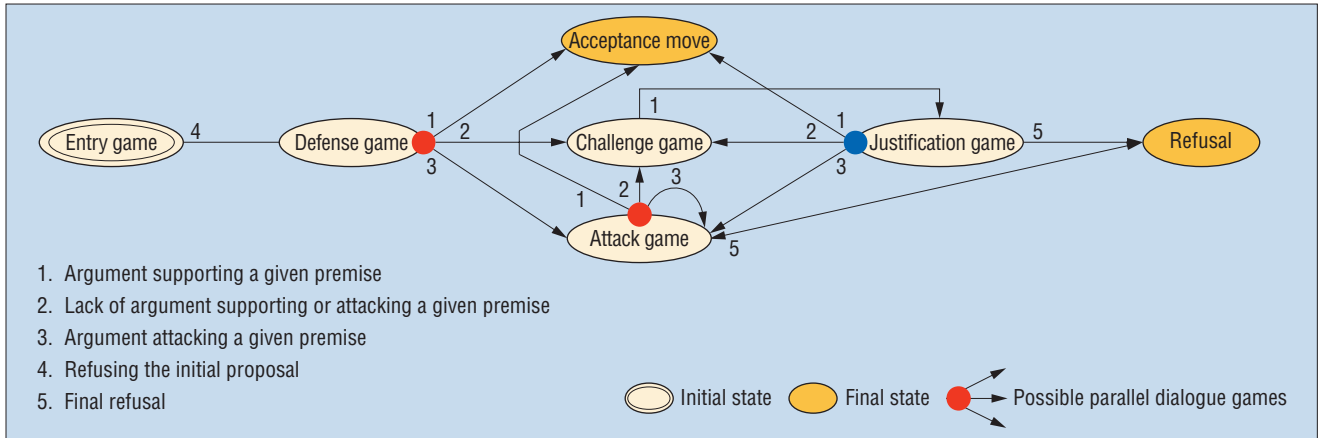 Acceptance move
1
1
1
Entry game
4
Defense game
2
Challenge game
2
Justification game
5
Refusal
3
2
3
3
1
Attack game
5
1. Argument supporting a given premise
2. Lack of argument supporting or attacking a given premise
3. Argument attacking a given premise
4. Refusing the initial proposal
5. Final refusal
Initial state
Final state
Possible parallel dialogue games